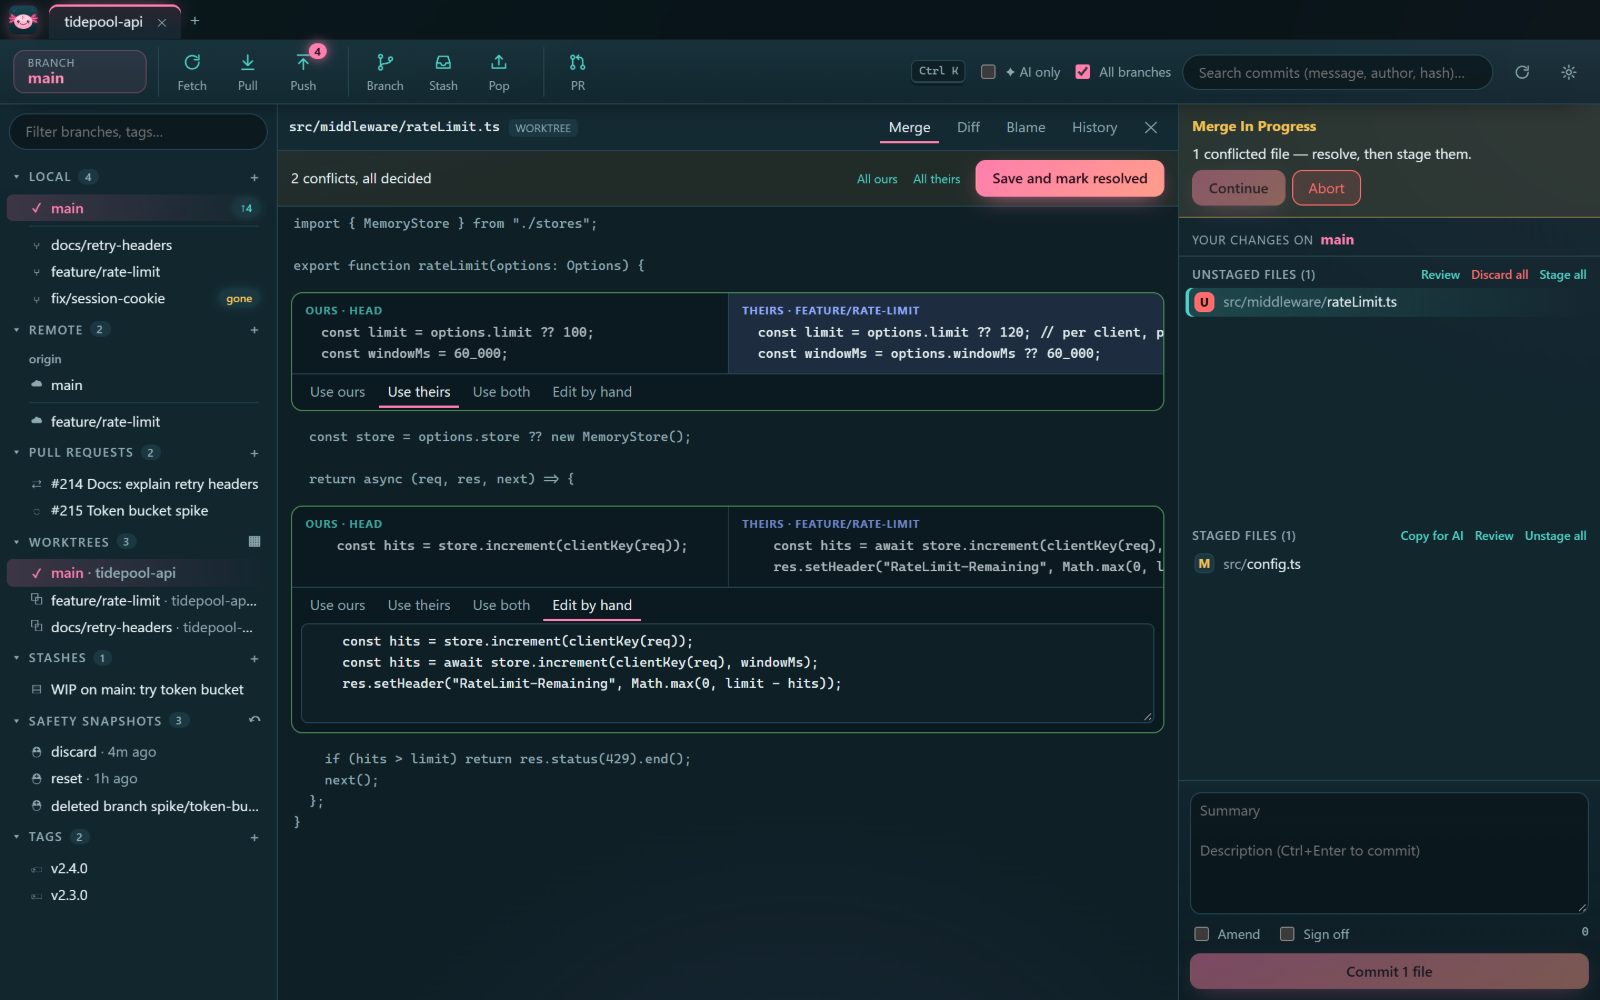 tidepool-api
BRANCH
main
Fetch
Pull
4
Push
Branch
Stash
Pop
PR
Ctrl K
AI only
All branches
Search commits (message, author, hash)...
Filter branches, tags...
LOCAL 4
main ↑4
docs/retry-headers
feature/rate-limit
fix/session-cookie gone
REMOTE 2
origin
main
feature/rate-limit
PULL REQUESTS 2
#214 Docs: explain retry headers
#215 Token bucket spike
WORKTREES 3
main · tidepool-api
feature/rate-limit · tidepool-ap...
docs/retry-headers · tidepool-...
STASHES 1
WIP on main: try token bucket
SAFETY SNAPSHOTS 3
discard · 4m ago
reset · 1h ago
deleted branch spike/token-bu...
TAGS 2
v2.4.0
v2.3.0
src/middleware/rateLimit.ts WORKTREE
Merge Diff Blame History
2 conflicts, all decided
All ours All theirs Save and mark resolved
import { MemoryStore } from "./stores";
export function rateLimit(options: Options) {
OURS · HEAD
const limit = options.limit ?? 100;
const windowMs = 60_000;
THEIRS · FEATURE/RATE-LIMIT
const limit = options.limit ?? 120; // per client, p
const windowMs = options.windowMs ?? 60_000;
Use ours Use theirs Use both Edit by hand
const store = options.store ?? new MemoryStore();
return async (req, res, next) => {
OURS · HEAD
const hits = store.increment(clientKey(req));
THEIRS · FEATURE/RATE-LIMIT
const hits = await store.increment(clientKey(req),
res.setHeader("RateLimit-Remaining", Math.max(0, l
Use ours Use theirs Use both Edit by hand
const hits = store.increment(clientKey(req));
const hits = await store.increment(clientKey(req), windowMs);
res.setHeader("RateLimit-Remaining", Math.max(0, limit - hits));
if (hits > limit) return res.status(429).end();
next();
};
}
Merge In Progress
1 conflicted file — resolve, then stage them.
Continue Abort
YOUR CHANGES ON main
UNSTAGED FILES (1) Review Discard all Stage all
U src/middleware/rateLimit.ts
STAGED FILES (1) Copy for AI Review Unstage all
M src/config.ts
Summary
Description (Ctrl+Enter to commit)
Amend Sign off 0
Commit 1 file